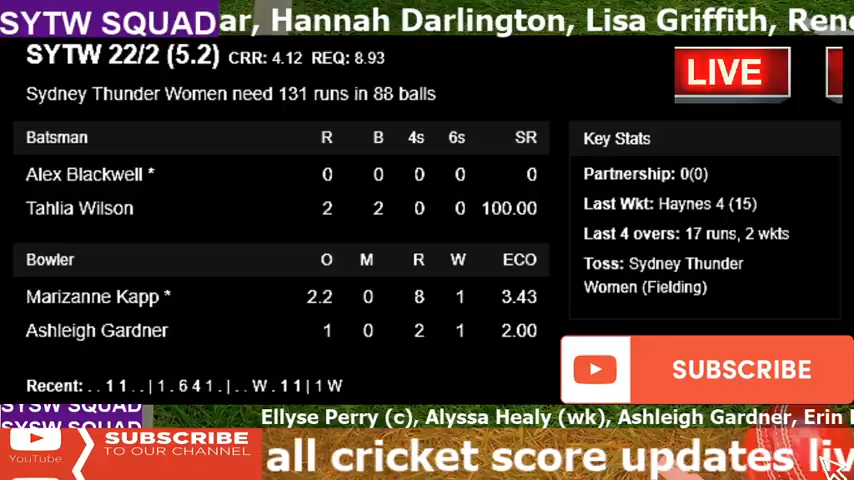 SYTW SQUAD
Hannah Darlington, Lisa Griffith,
SYTW 22/2 (5.2) CRR: 4.12 REQ: 8.93
LIVE
Sydney Thunder Women need 131 runs in 88 balls
Batsman R B 4s 6s SR
Alex Blackwell * 0 0 0 0 0
Tahlia Wilson 2 2 0 0 100.00
Bowler O M R W ECO
Marizanne Kapp * 2.2 0 8 1 3.43
Ashleigh Gardner 1 0 2 1 2.00
Recent: . . 1 1 . . | 1 . 6 4 1 . | . . W . 1 1 | 1 W
Key Stats
Partnership: 0(0)
Last Wkt: Haynes 4 (15)
Last 4 overs: 17 runs, 2 wkts
Toss: Sydney Thunder
Women (Fielding)
SUBSCRIBE
SYSW SQUAD
SYSW SQUAD
Ellyse Perry (c), Alyssa Healy (wk), Ashleigh Gardner, Erin
YouTube
SUBSCRIBE
TO OUR CHANNEL
all cricket score updates